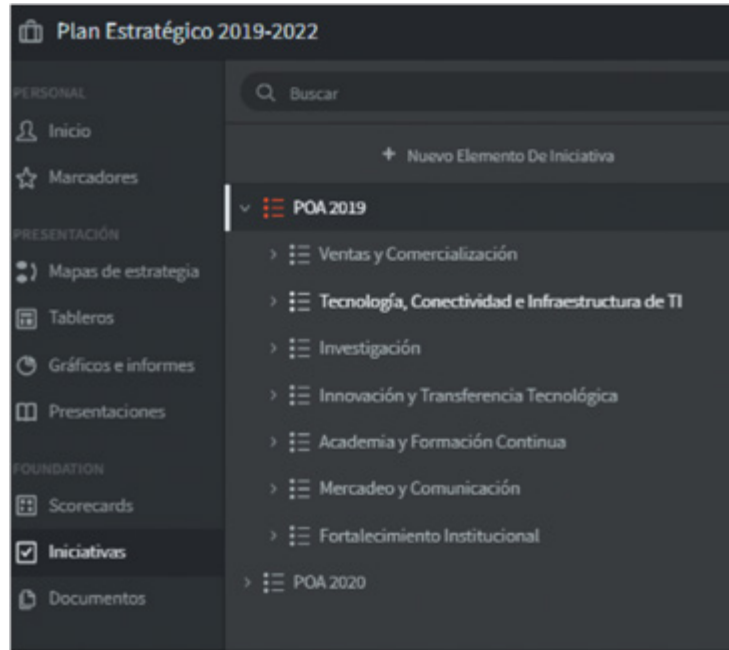 Plan Estratégico 2019-2022
PERSONAL
Inicio
Marcadores
PRESENTACIÓN
Mapas de estrategia
Tableros
Gráficos e informes
Presentaciones
FOUNDATION
Scorecards
Iniciativas
Documentos
Buscar
+ Nuevo Elemento De Iniciativa
POA 2019
Ventas y Comercialización
Tecnología, Conectividad e Infraestructura de TI
Investigación
Innovación y Transferencia Tecnológica
Academia y Formación Continua
Mercadeo y Comunicación
Fortalecimiento Institucional
POA 2020